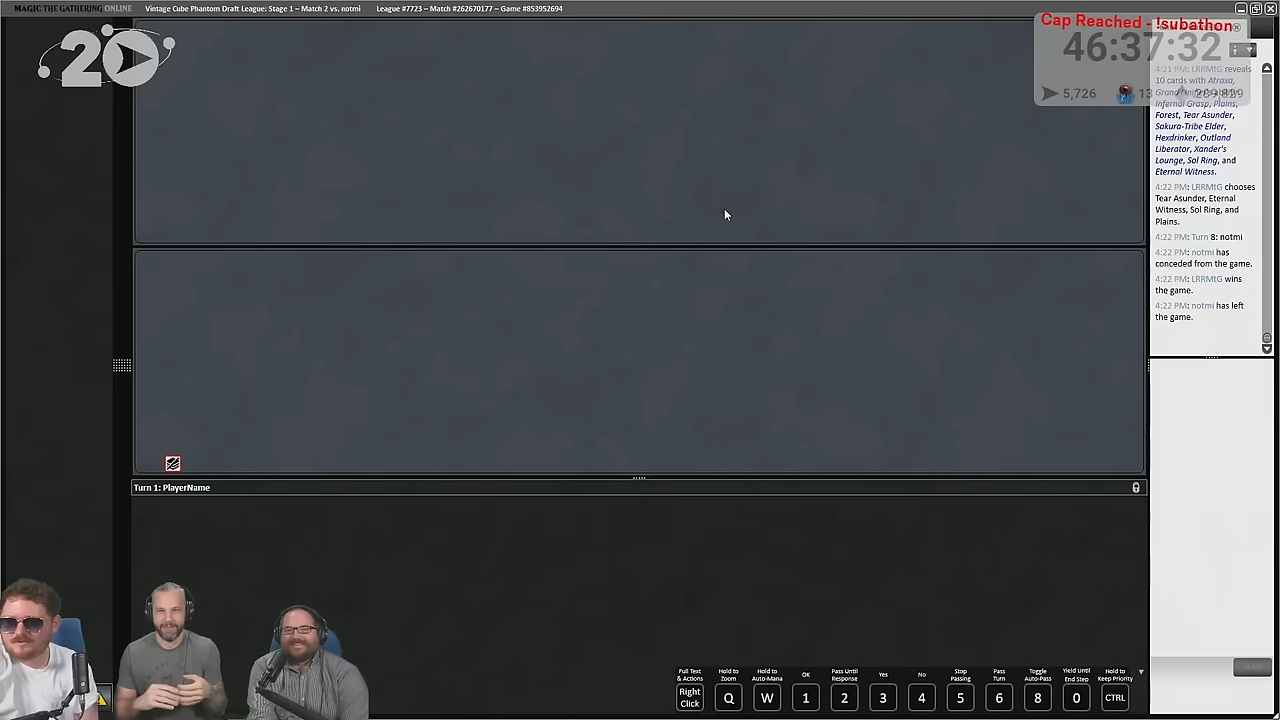 MAGIC THE GATHERING ONLINE Vintage Cube Phantom Draft League: Stage 1 – Match 2 vs. notmi League #7723 – Match #262670177 – Game #853952694
20
Cap Reached - !subathon
46:37:32
5,726 13 289,829
4:21 PM: LRRMtG reveals
10 cards with Atraxa,
Infernal Grasp, Plains,
Forest, Tear Asunder,
Sakura-Tribe Elder,
Hexdrinker, Outland
Liberator, Xander's
Lounge, Sol Ring, and
Eternal Witness.
4:22 PM: LRRMtG chooses
Tear Asunder, Eternal
Witness, Sol Ring, and
Plains.
4:22 PM: Turn 8: notmi
4:22 PM: notmi has
conceded from the game.
4:22 PM: LRRMtG wins
the game.
4:22 PM: notmi has left
the game.
Turn 1: PlayerName
SEND
Full Text & Actions Right Click
Hold to Zoom Q
Hold to Auto-Mana W
OK 1
Pass Until Response 2
Yes 3
No 4
Stop Passing 5
Pass Turn 6
Toggle Auto-Pass 8
Yield Until End Step 0
Hold to Keep Priority CTRL